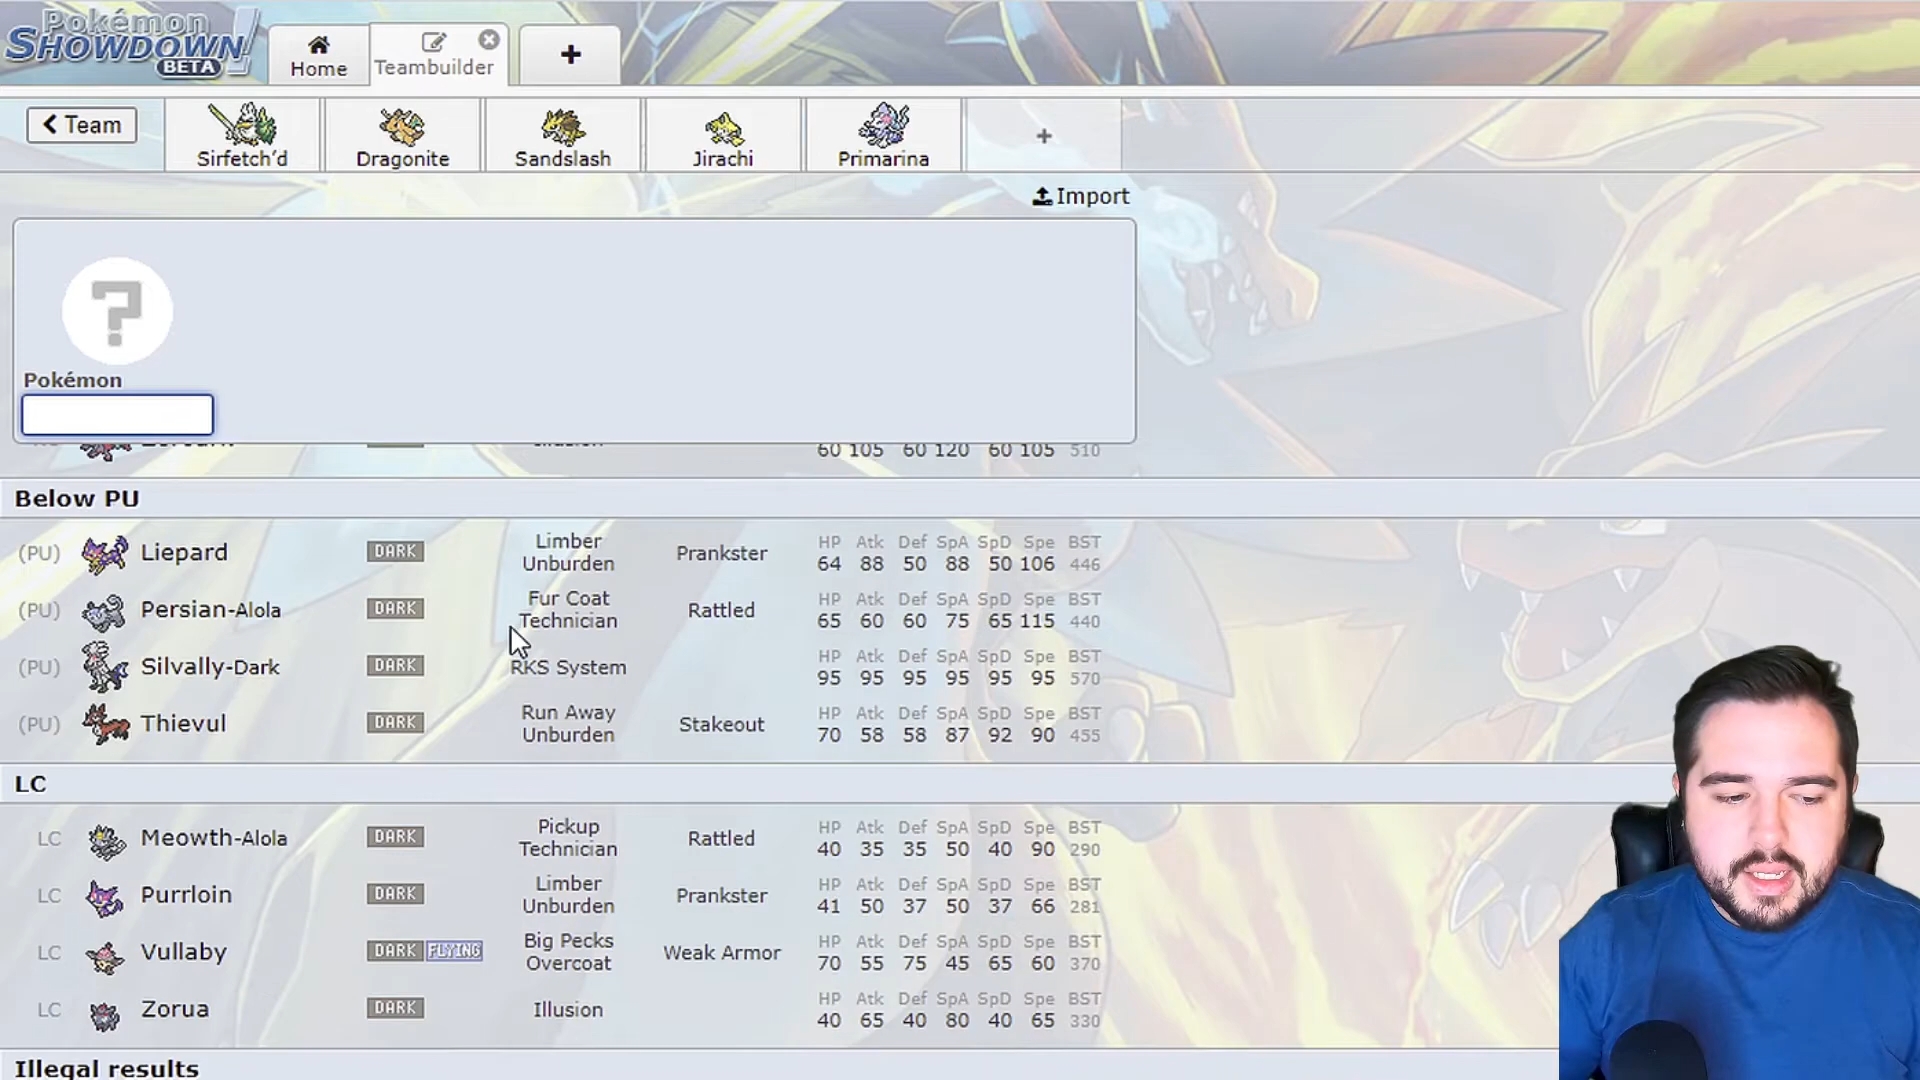 Pokémon
SHOWDOWN!
BETA
Home
Teambuilder
+
Team
Sirfetch'd
Dragonite
Sandslash
Jirachi
Primarina
+
Import
?
Pokémon
60 105 60 120 60 105 510
Below PU
(PU) Liepard DARK Limber Unburden Prankster HP 64 Atk 88 Def 50 SpA 88 SpD 50 Spe 106 BST 446
(PU) Persian-Alola DARK Fur Coat Technician Rattled HP 65 Atk 60 Def 60 SpA 75 SpD 65 Spe 115 BST 440
(PU) Silvally-Dark DARK RKS System HP 95 Atk 95 Def 95 SpA 95 SpD 95 Spe 95 BST 570
(PU) Thievul DARK Run Away Unburden Stakeout HP 70 Atk 58 Def 58 SpA 87 SpD 92 Spe 90 BST 455
LC
LC Meowth-Alola DARK Pickup Technician Rattled HP 40 Atk 35 Def 35 SpA 50 SpD 40 Spe 90 BST 290
LC Purrloin DARK Limber Unburden Prankster HP 41 Atk 50 Def 37 SpA 50 SpD 37 Spe 66 BST 281
LC Vullaby DARK FLYING Big Pecks Overcoat Weak Armor HP 70 Atk 55 Def 75 SpA 45 SpD 65 Spe 60 BST 370
LC Zorua DARK Illusion HP 40 Atk 65 Def 40 SpA 80 SpD 40 Spe 65 BST 330
Illegal results